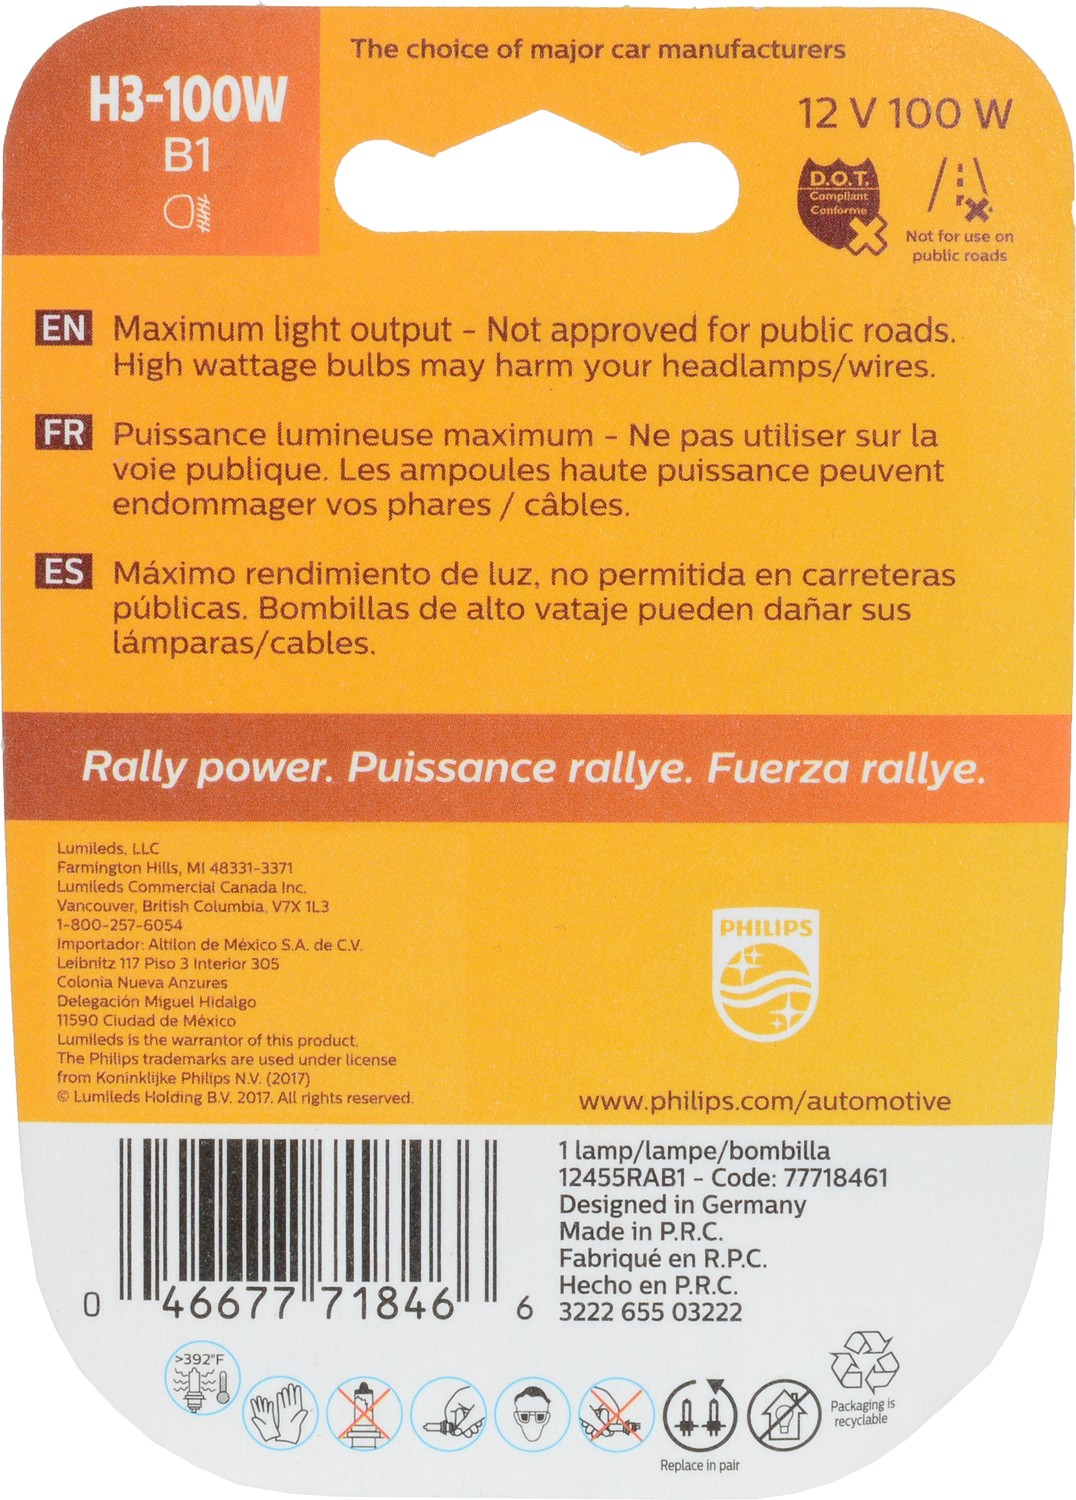 The choice of major car manufacturers
H3-100W
B1
12 V 100 W
D.O.T.
Compliant
Conforme
Not for use on
public roads
EN
Maximum light output - Not approved for public roads.
High wattage bulbs may harm your headlamps/wires.
FR
Puissance lumineuse maximum - Ne pas utiliser sur la
voie publique. Les ampoules haute puissance peuvent
endommager vos phares / câbles.
ES
Máximo rendimiento de luz, no permitida en carreteras
públicas. Bombillas de alto vataje pueden dañar sus
lámparas/cables.
Rally power. Puissance rallye. Fuerza rallye.
Lumileds, LLC
Farmington Hills, MI 48331-3371
Lumileds Commercial Canada Inc.
Vancouver, British Columbia, V7X 1L3
1-800-257-6054
Importador: Altilon de México S.A. de C.V.
Leibnitz 117 Piso 3 Interior 305
Colonia Nueva Anzures
Delegación Miguel Hidalgo
11590 Ciudad de México
Lumileds is the warrantor of this product.
The Philips trademarks are used under license
from Koninklijke Philips N.V. (2017)
© Lumileds Holding B.V. 2017. All rights reserved.
PHILIPS
www.philips.com/automotive
0 46677 71846 6
1 lamp/lampe/bombilla
12455RAB1 - Code: 77718461
Designed in Germany
Made in P.R.C.
Fabriqué en R.P.C.
Hecho en P.R.C.
3222 655 03222
>392°F
Replace in pair
Packaging is
recyclable